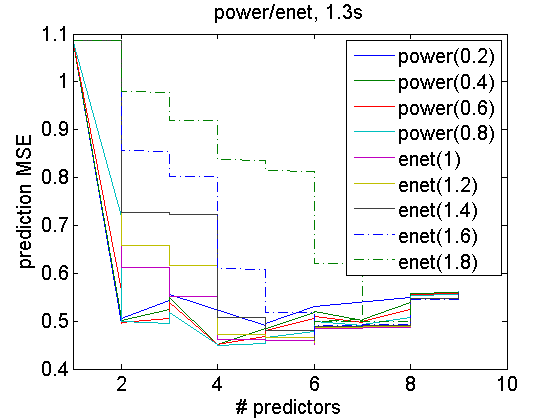 power/enet, 1.3s
1.1
1
0.9
0.8
0.7
0.6
0.5
0.4
prediction MSE
power(0.2)
power(0.4)
power(0.6)
power(0.8)
enet(1)
enet(1.2)
enet(1.4)
enet(1.6)
enet(1.8)
2 4 6 8 10
# predictors